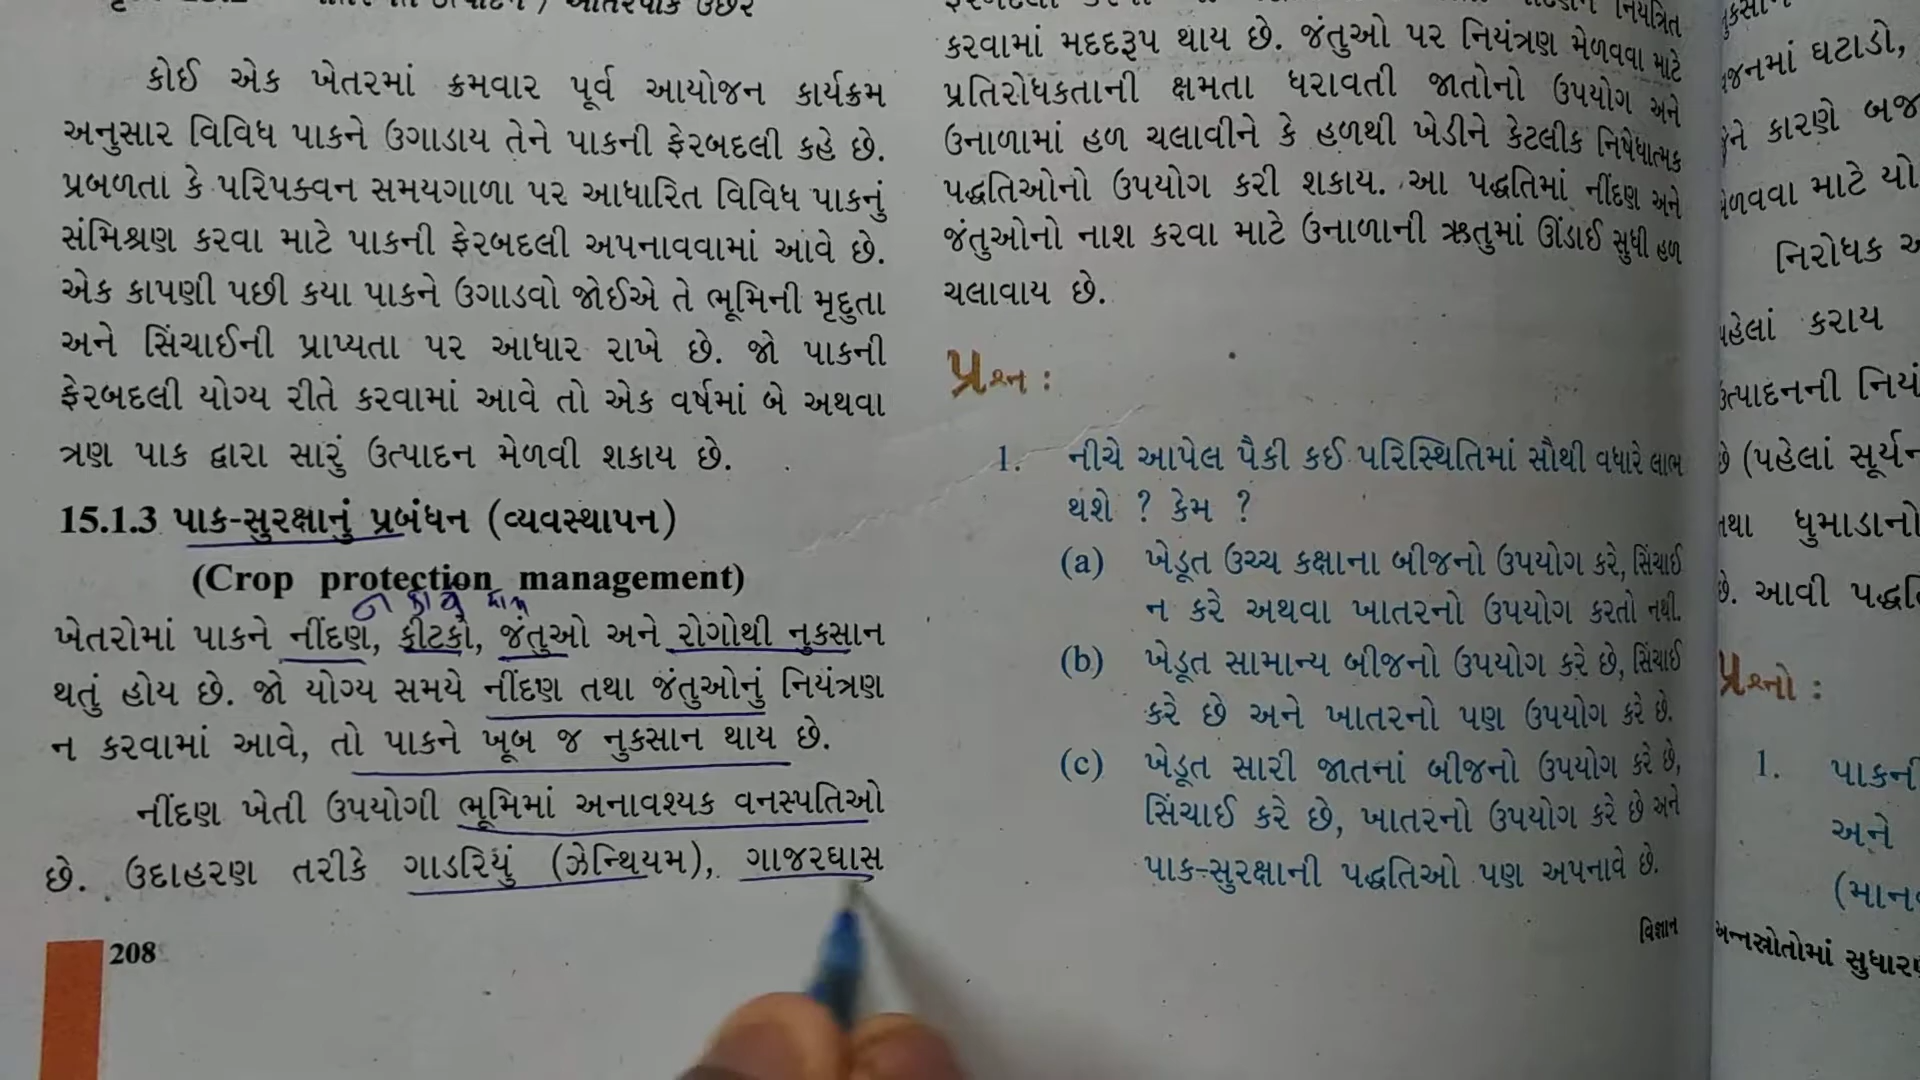 કોઈ એક ખેતરમાં ક્રમવાર પૂર્વ આયોજન કાર્યક્રમ
અનુસાર વિવિધ પાકને ઉગાડાય તેને પાકની ફેરબદલી કહે છે.
પ્રબળતા કે પરિપક્વન સમયગાળા પર આધારિત વિવિધ પાકનું
સંમિશ્રણ કરવા માટે પાકની ફેરબદલી અપનાવવામાં આવે છે.
એક કાપણી પછી કયા પાકને ઉગાડવો જોઈએ તે ભૂમિની મૃદુતા
અને સિંચાઈની પ્રાપ્યતા પર આધાર રાખે છે. જો પાકની
ફેરબદલી યોગ્ય રીતે કરવામાં આવે તો એક વર્ષમાં બે અથવા
ત્રણ પાક દ્વારા સારું ઉત્પાદન મેળવી શકાય છે.
15.1.3 પાક-સુરક્ષાનું પ્રબંધન (વ્યવસ્થાપન)
(Crop protection management)
ખેતરોમાં પાકને નીંદણ, કીટકો, જંતુઓ અને રોગોથી નુકસાન
થતું હોય છે. જો યોગ્ય સમયે નીંદણ તથા જંતુઓનું નિયંત્રણ
ન કરવામાં આવે, તો પાકને ખૂબ જ નુકસાન થાય છે.
નીંદણ ખેતી ઉપયોગી ભૂમિમાં અનાવશ્યક વનસ્પતિઓ
છે. ઉદાહરણ તરીકે ગાડરિયું (ઝેન્થિયમ), ગાજરઘાસ
208
નિયંત્રિત
કરવામાં મદદરૂપ થાય છે. જંતુઓ પર નિયંત્રણ મેળવવા માટે
પ્રતિરોધકતાની ક્ષમતા ધરાવતી જાતોનો ઉપયોગ અને
ઉનાળામાં હળ ચલાવીને કે હળથી ખેડીને કેટલીક નિષેધાત્મક
પદ્ધતિઓનો ઉપયોગ કરી શકાય. આ પદ્ધતિમાં નીંદણ અને
જંતુઓનો નાશ કરવા માટે ઉનાળાની ઋતુમાં ઊંડાઈ સુધી હળ
ચલાવાય છે.
પ્રશ્ન :
1. નીચે આપેલ પૈકી કઈ પરિસ્થિતિમાં સૌથી વધારે લાભ
થશે ? કેમ ?
(a) ખેડૂત ઉચ્ચ કક્ષાના બીજનો ઉપયોગ કરે, સિંચાઈ
ન કરે અથવા ખાતરનો ઉપયોગ કરતો નથી.
(b) ખેડૂત સામાન્ય બીજનો ઉપયોગ કરે છે, સિંચાઈ
કરે છે અને ખાતરનો પણ ઉપયોગ કરે છે.
(c) ખેડૂત સારી જાતનાં બીજનો ઉપયોગ કરે છે,
સિંચાઈ કરે છે, ખાતરનો ઉપયોગ કરે છે અને
પાક-સુરક્ષાની પદ્ધતિઓ પણ અપનાવે છે.
વિજ્ઞાન
ઘટાડો,
કારણે
માટે
નિરોધક
કરાય
છે (પહેલાં
તથા ધુમાડાનો
છે. આવી
પ્રશ્નો :
1. પાકની
અને